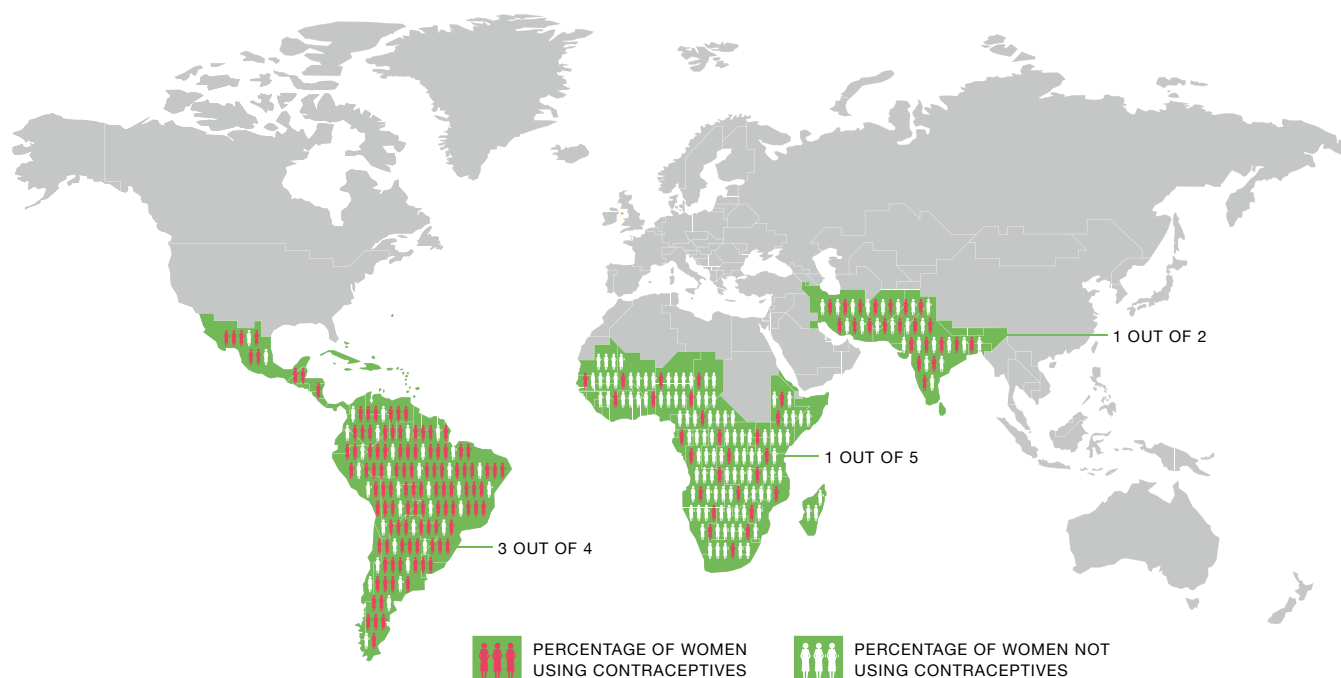 1 OUT OF 2
1 OUT OF 5
3 OUT OF 4
PERCENTAGE OF WOMEN
USING CONTRACEPTIVES
PERCENTAGE OF WOMEN NOT
USING CONTRACEPTIVES